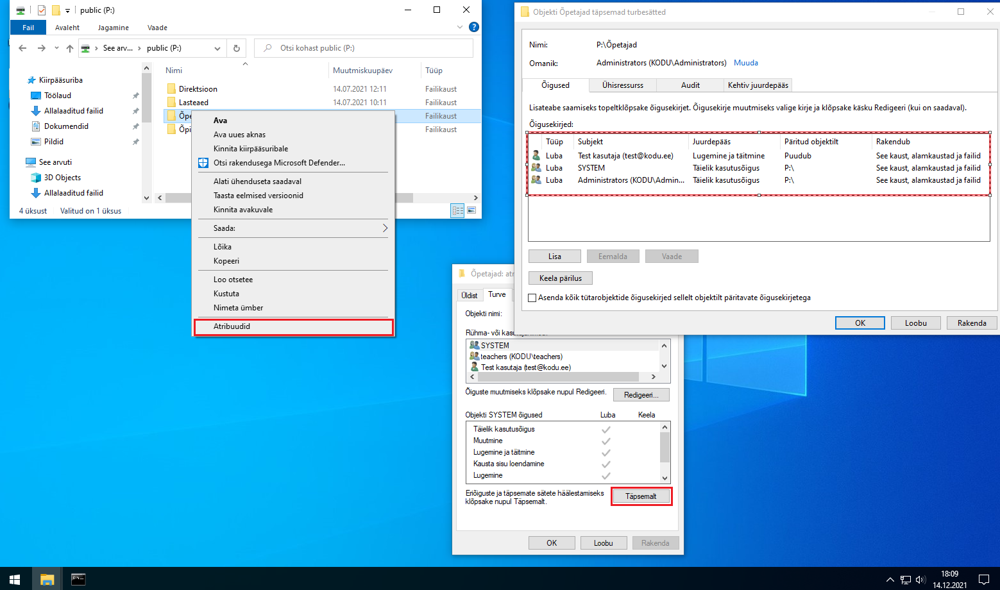 public (P:)
Fail
Avaleht
Jagamine
Vaade
See arv...
public (P:)
Otsi kohast public (P:)
Kiirpääsuriba
Töölaud
Allalaaditud failid
Dokumendid
Pildid
See arvuti
3D Objects
Allalaaditud failid
Nimi
Muutmiskuupäev
Tüüp
Direktsioon
14.07.2021 12:11
Failikaust
Lasteaed
14.07.2021 10:11
Failikaust
Õpe
Failikaust
Õpi
Failikaust
4 üksust
Valitud on 1 üksus
Ava
Ava uues aknas
Kinnita kiirpääsuribale
Otsi rakendusega Microsoft Defender...
Alati ühenduseta saadaval
Taasta eelmised versioonid
Kinnita avakuvale
Saada:
Lõika
Kopeeri
Loo otsetee
Kustuta
Nimeta ümber
Atribuudid
Objekti Õpetajad täpsemad turbesätted
Nimi:
P:\Õpetajad
Omanik:
Administrators (KODU\Administrators)
Muuda
Õigused
Ühisressurss
Audit
Kehtiv juurdepääs
Lisateabe saamiseks topeltklõpsake õigusekirjet. Õigusekirje muutmiseks valige kirje ja klõpsake käsku Redigeeri (kui on saadaval).
Õigusekirjed:
Tüüp Subjekt Juurdepääs Päritud objektilt Rakendub
Luba Test kasutaja (test@kodu.ee) Lugemine ja täitmine Puudub See kaust, alamkaustad ja failid
Luba SYSTEM Täielik kasutusõigus P:\ See kaust, alamkaustad ja failid
Luba Administrators (KODU\Admin... Täielik kasutusõigus P:\ See kaust, alamkaustad ja failid
Lisa
Eemalda
Vaade
Keela pärilus
Asenda kõik tütarobjektide õigusekirjed sellelt objektilt päritavate õigusekirjetega
OK
Loobu
Rakenda
Õpetajad: atr
Üldist
Turve
Objekti nimi:
Rühma- või
SYSTEM
teachers (KODU\teachers)
Test kasutaja (test@kodu.ee)
Õiguste muutmiseks klõpsake nupul Redigeeri.
Redigeeri...
Objekti SYSTEM õigused
Luba
Keela
Täielik kasutusõigus
Muutmine
Lugemine ja täitmine
Kausta sisu loendamine
Lugemine
Eriõiguste ja täpsemate sätete häälestamiseks
klõpsake nupul Täpsemalt.
Täpsemalt
OK
Loobu
Rakenda
18:09
14.12.2021